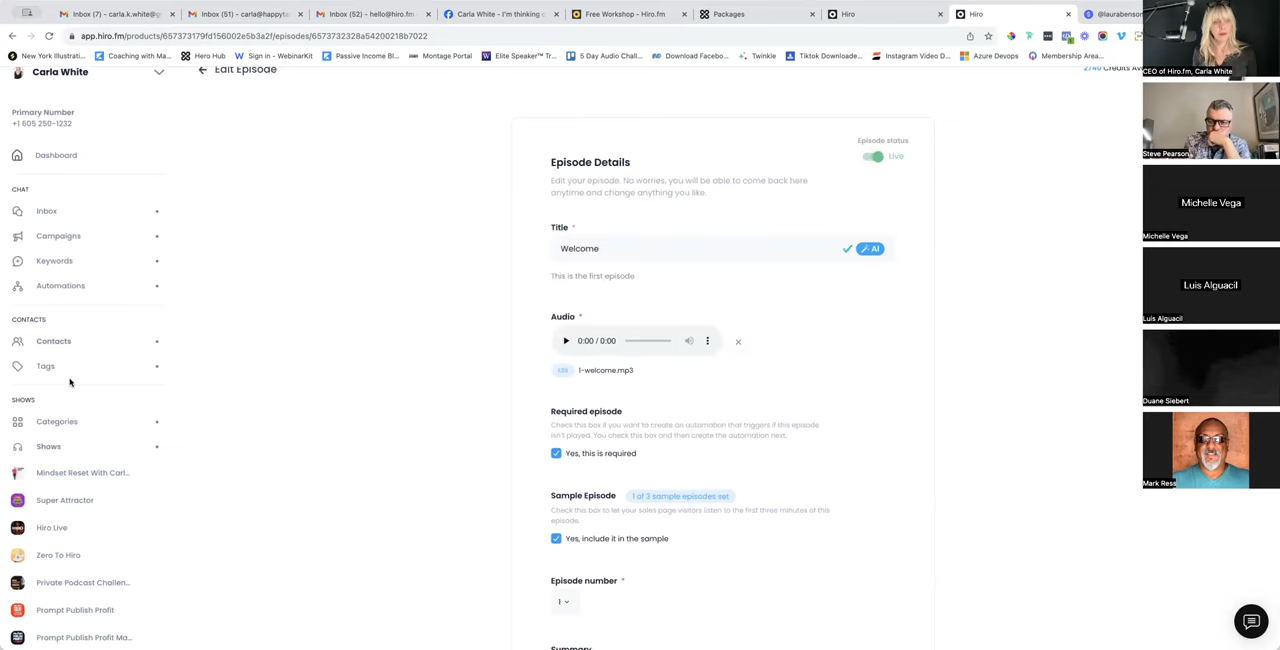 Inbox (7) - carla.k.white@g
Inbox (51) - carla@happyta
Inbox (52) - hello@hiro.fm
Carla White - I'm thinking
Free Workshop - Hiro.fm
Packages
Hiro
Hiro
@lauraben
app.hiro.fm/products/657373179fd156002e5b3a2f/episodes/6573732328a54200218b7022
New York Illustrati...
Coaching with Ma...
Hero Hub
Sign in - WebinarKit
Passive Income Bl...
Montage Portal
Elite Speaker™ Tr...
5 Day Audio Chall...
Download Facebo...
Twinkle
Tiktok Downloade...
Instagram Video D...
Azure Devops
Membership Area...
Carla White
Edit Episode
Primary Number
+1 605 250-1232
Dashboard
CHAT
Inbox
Campaigns
Keywords
Automations
CONTACTS
Contacts
Tags
SHOWS
Categories
Shows
Mindset Reset With Carl...
Super Attractor
Hiro Live
Zero To Hiro
Private Podcast Challen...
Prompt Publish Profit
Prompt Publish Profit Ma...
Episode status
Live
Episode Details
Edit your episode. No worries, you will be able to come back here
anytime and change anything you like.
Title *
Welcome
AI
This is the first episode
Audio *
0:00 / 0:00
1-welcome.mp3
Required episode
Check this box if you want to create an automation that triggers if this episode
isn't played. You check this box and then create the automation next.
Yes, this is required
Sample Episode
1 of 3 sample episodes set
Check this box to let your sales page visitors listen to the first three minutes of this
episode.
Yes, include it in the sample
Episode number *
1
Summary
CEO of Hiro.fm, Carla White
Steve Pearson
Michelle Vega
Michelle Vega
Luis Alguacil
Luis Alguacil
Duane Siebert
Mark Ress